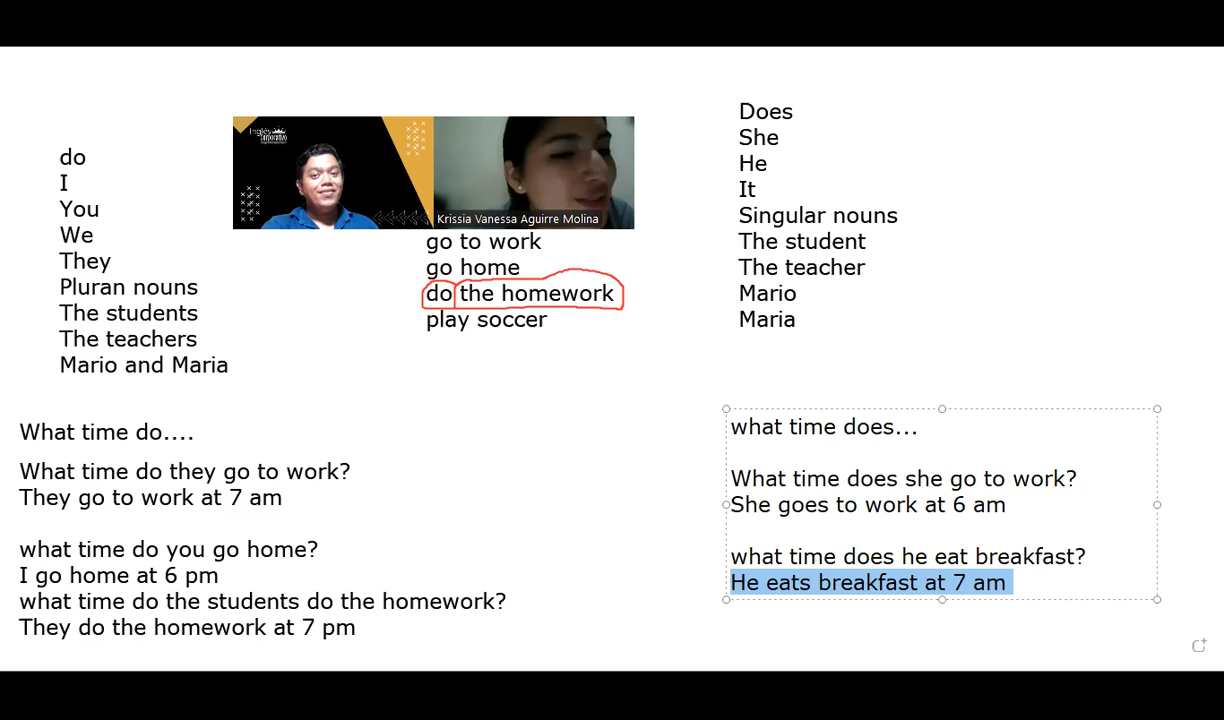 do
I
You
We
They
Pluran nouns
The students
The teachers
Mario and Maria
Inglés
CORPORATIVO
Krissia Vanessa Aguirre Molina
go to work
go home
do the homework
play soccer
Does
She
He
It
Singular nouns
The student
The teacher
Mario
Maria
What time do....
What time do they go to work?
They go to work at 7 am
what time do you go home?
I go home at 6 pm
what time do the students do the homework?
They do the homework at 7 pm
what time does...
What time does she go to work?
She goes to work at 6 am
what time does he eat breakfast?
He eats breakfast at 7 am